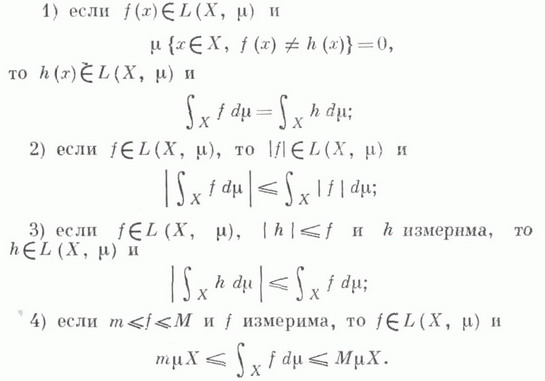 1) если f(x)∈L(X, μ) и
μ{x∈X, f(x)≠h(x)}=0,
то h(x)∈L(X, μ) и
∫_X f dμ=∫_X h dμ;
2) если f∈L(X, μ), то |f|∈L(X, μ) и
|∫_X f dμ|⩽∫_X |f| dμ;
3) если f∈L(X, μ), |h|⩽f и h измерима, то
h∈L(X, μ) и
|∫_X h dμ|⩽∫_X f dμ;
4) если m⩽f⩽M и f измерима, то f∈L(X, μ) и
mμX⩽∫_X f dμ⩽MμX.